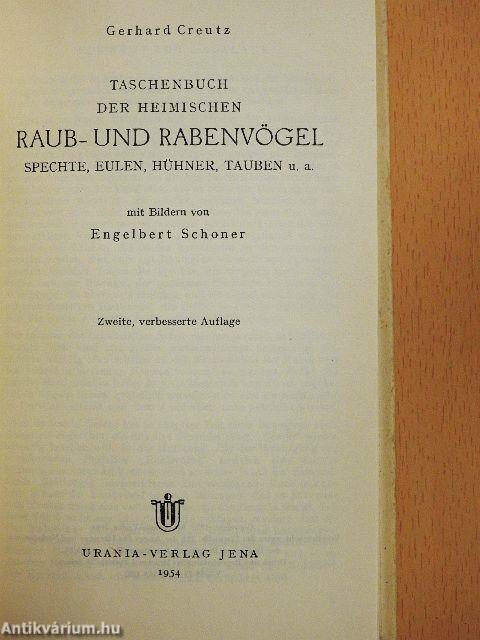 Gerhard Creutz
TASCHENBUCH
DER HEIMISCHEN
RAUB- UND RABENVÖGEL
SPECHTE, EULEN, HÜHNER, TAUBEN u. a.
mit Bildern von
Engelbert Schoner
Zweite, verbesserte Auflage
URANIA-VERLAG JENA
1954
Antikvárium.hu